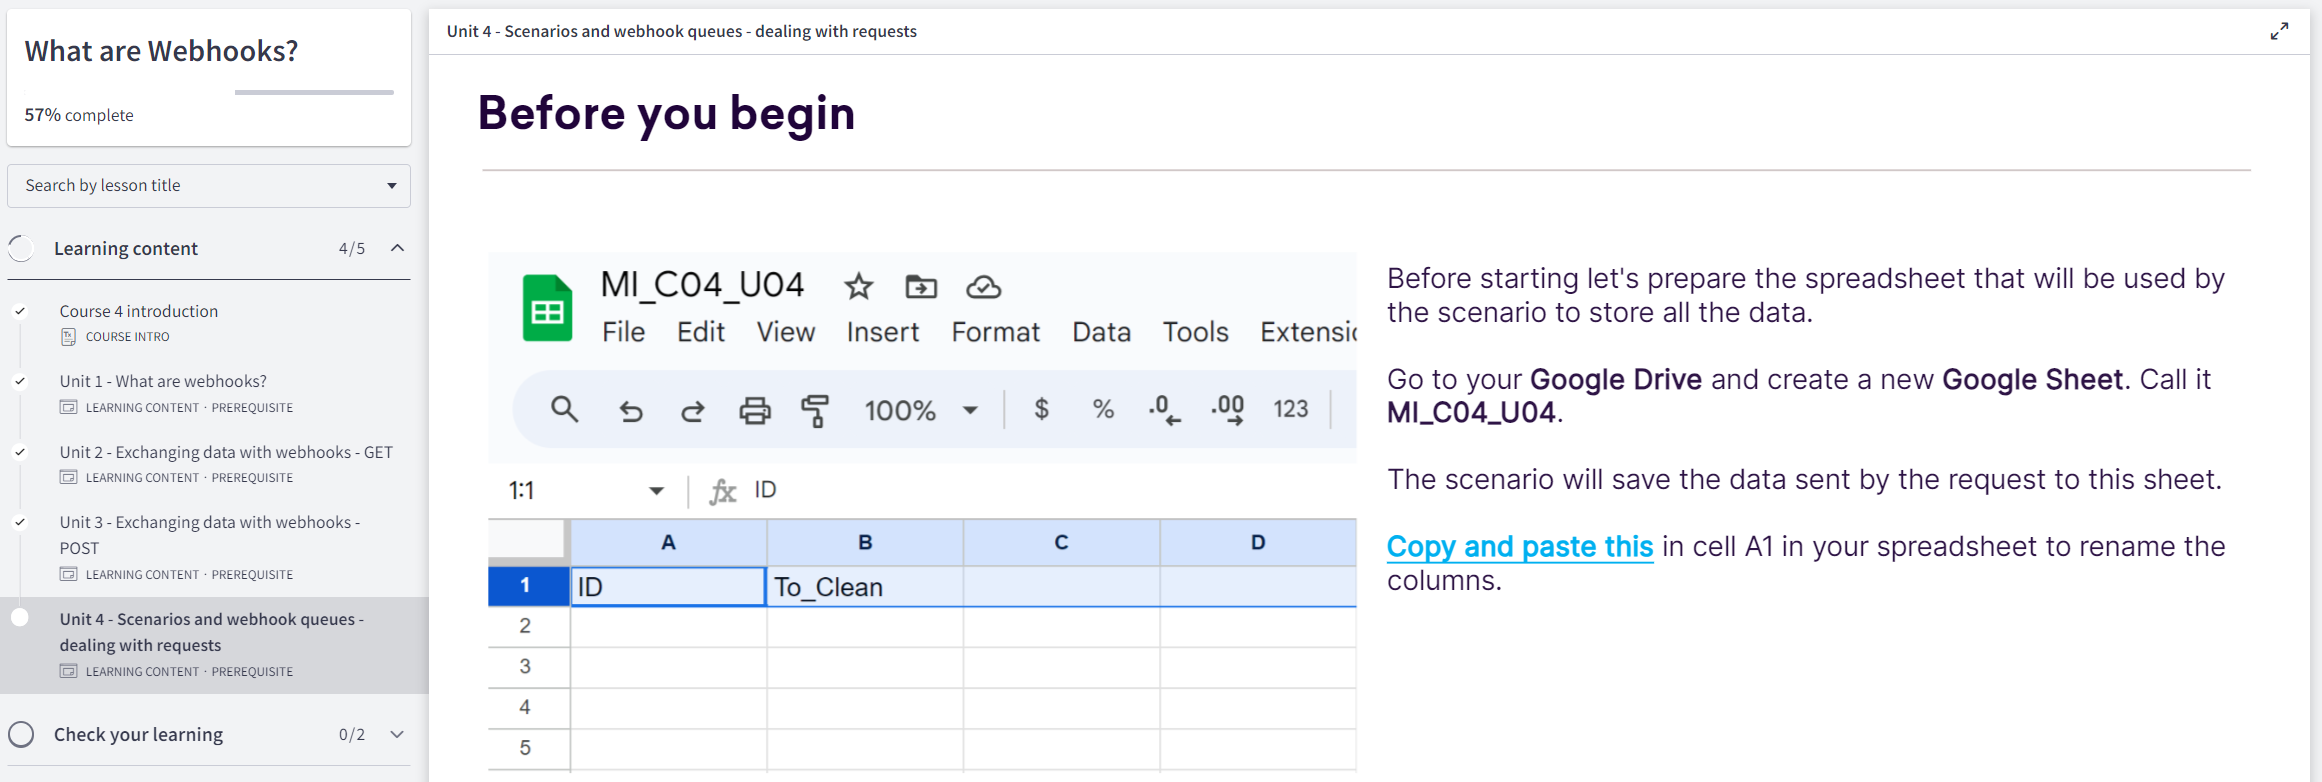 What are Webhooks?
57% complete
Search by lesson title
Learning content 4/5
Course 4 introduction
COURSE INTRO
Unit 1 - What are webhooks?
LEARNING CONTENT · PREREQUISITE
Unit 2 - Exchanging data with webhooks - GET
LEARNING CONTENT · PREREQUISITE
Unit 3 - Exchanging data with webhooks -
POST
LEARNING CONTENT · PREREQUISITE
Unit 4 - Scenarios and webhook queues -
dealing with requests
LEARNING CONTENT · PREREQUISITE
Check your learning 0/2
Unit 4 - Scenarios and webhook queues - dealing with requests
Before you begin
MI_C04_U04
File Edit View Insert Format Data Tools Extensio
100% $ % .0 .00 123
1:1 fx ID
A B C D
1 ID To_Clean
2
3
4
5
Before starting let's prepare the spreadsheet that will be used by
the scenario to store all the data.
Go to your Google Drive and create a new Google Sheet. Call it
MI_C04_U04.
The scenario will save the data sent by the request to this sheet.
Copy and paste this in cell A1 in your spreadsheet to rename the
columns.